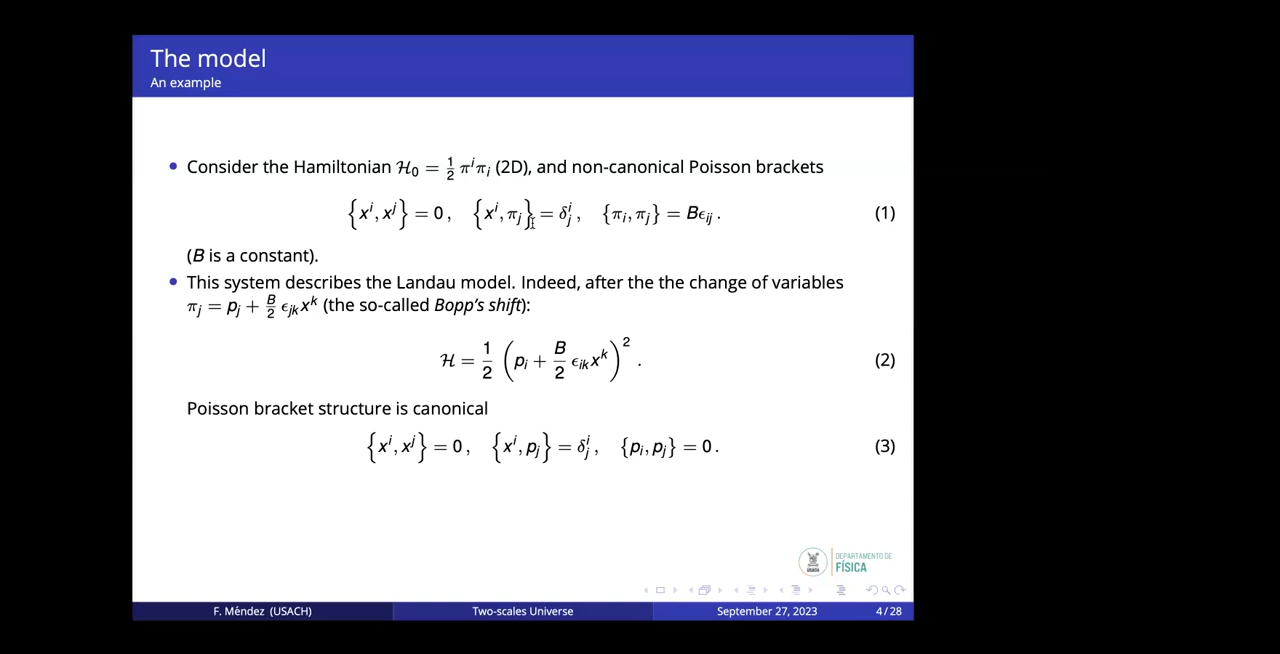 The model
An example
• Consider the Hamiltonian ℋ₀ = ½ πⁱπᵢ (2D), and non-canonical Poisson brackets
{xⁱ, xʲ} = 0 , {xⁱ, πⱼ} = δⁱⱼ , {πᵢ, πⱼ} = Bϵᵢⱼ . (1)
(B is a constant).
• This system describes the Landau model. Indeed, after the the change of variables
πⱼ = pⱼ + B/2 ϵⱼₖxᵏ (the so-called Bopp's shift):
ℋ = 1/2 (pᵢ + B/2 ϵᵢₖxᵏ)² . (2)
Poisson bracket structure is canonical
{xⁱ, xʲ} = 0 , {xⁱ, pⱼ} = δⁱⱼ , {pᵢ, pⱼ} = 0 . (3)
USACH
DEPARTAMENTO DE
FÍSICA
F. Méndez (USACH) Two-scales Universe September 27, 2023 4 / 28